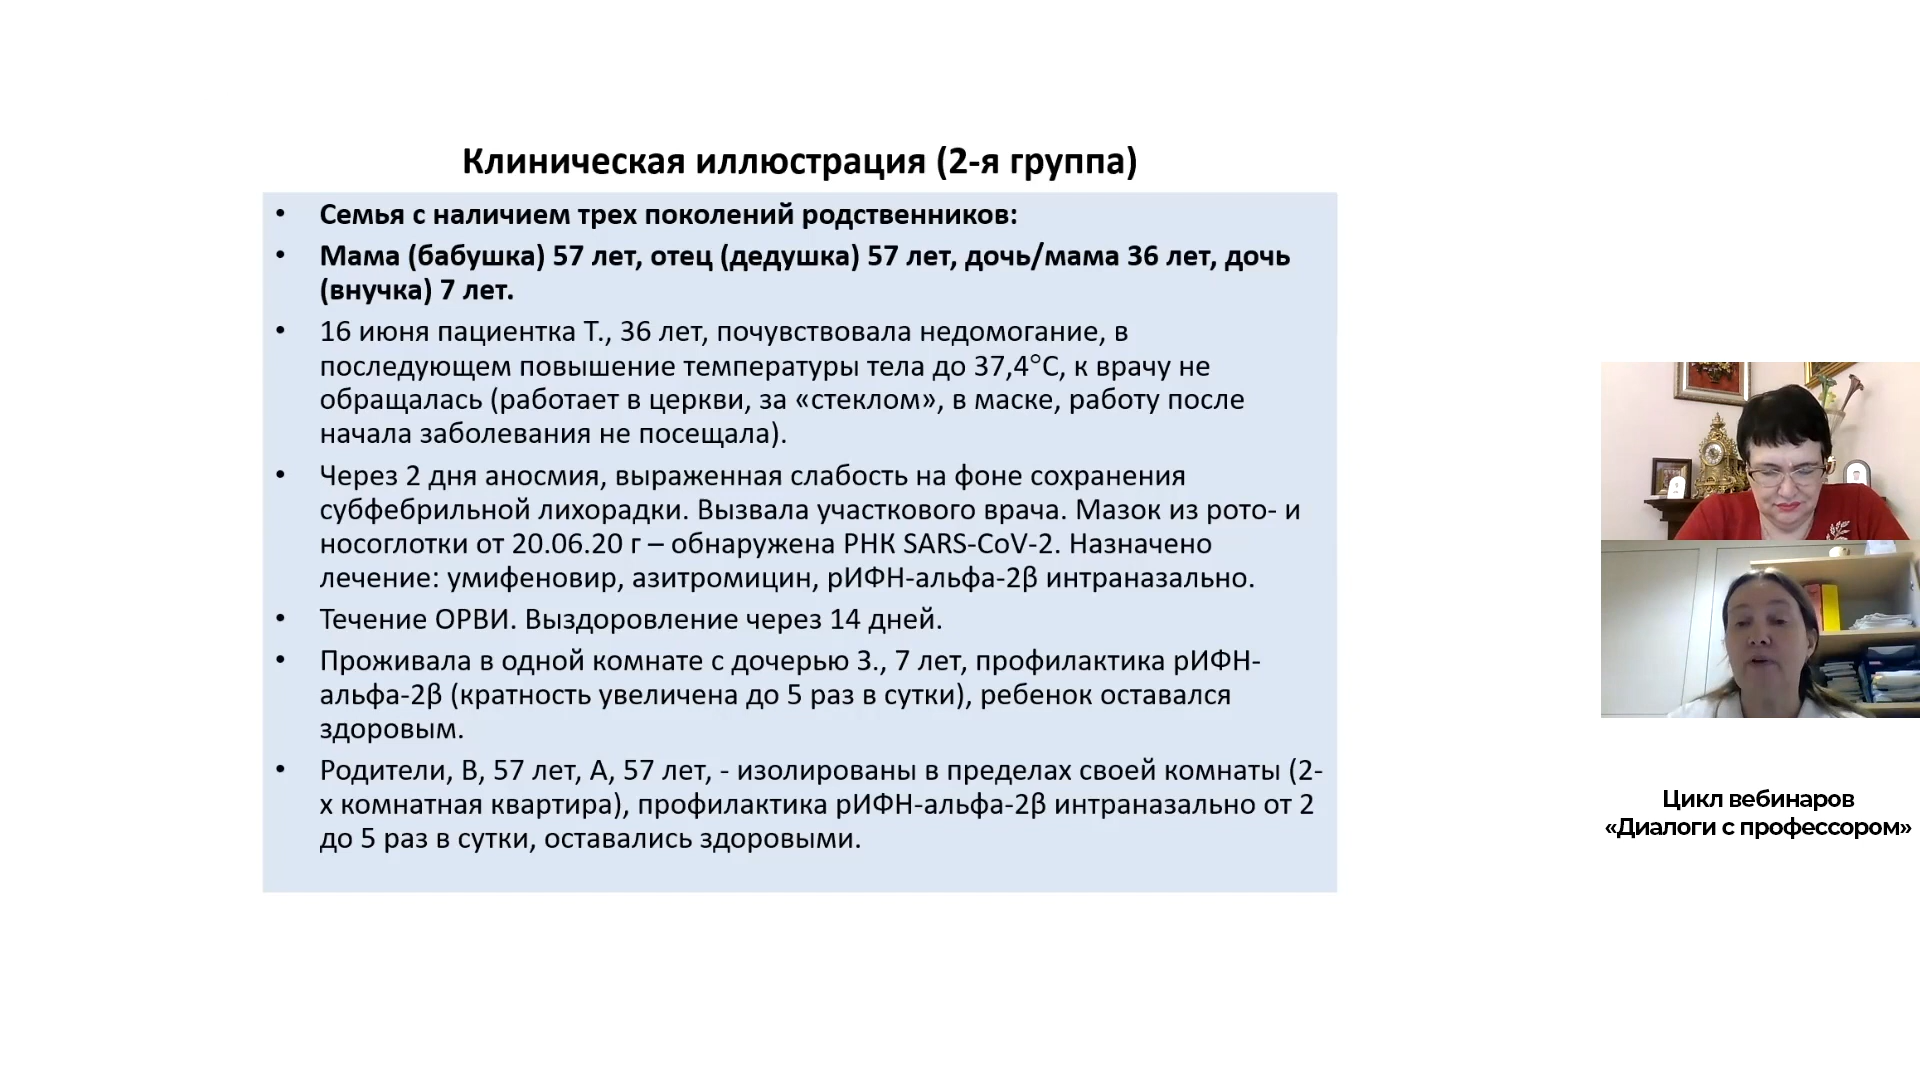 Клиническая иллюстрация (2-я группа)
• Семья с наличием трех поколений родственников:
• Мама (бабушка) 57 лет, отец (дедушка) 57 лет, дочь/мама 36 лет, дочь
(внучка) 7 лет.
• 16 июня пациентка Т., 36 лет, почувствовала недомогание, в
последующем повышение температуры тела до 37,4°С, к врачу не
обращалась (работает в церкви, за «стеклом», в маске, работу после
начала заболевания не посещала).
• Через 2 дня аносмия, выраженная слабость на фоне сохранения
субфебрильной лихорадки. Вызвала участкового врача. Мазок из рото- и
носоглотки от 20.06.20 г – обнаружена РНК SARS-CoV-2. Назначено
лечение: умифеновир, азитромицин, рИФН-альфа-2β интраназально.
• Течение ОРВИ. Выздоровление через 14 дней.
• Проживала в одной комнате с дочерью З., 7 лет, профилактика рИФН-
альфа-2β (кратность увеличена до 5 раз в сутки), ребенок оставался
здоровым.
• Родители, В, 57 лет, А, 57 лет, - изолированы в пределах своей комнаты (2-
х комнатная квартира), профилактика рИФН-альфа-2β интраназально от 2
до 5 раз в сутки, оставались здоровыми.
Цикл вебинаров
«Диалоги с профессором»